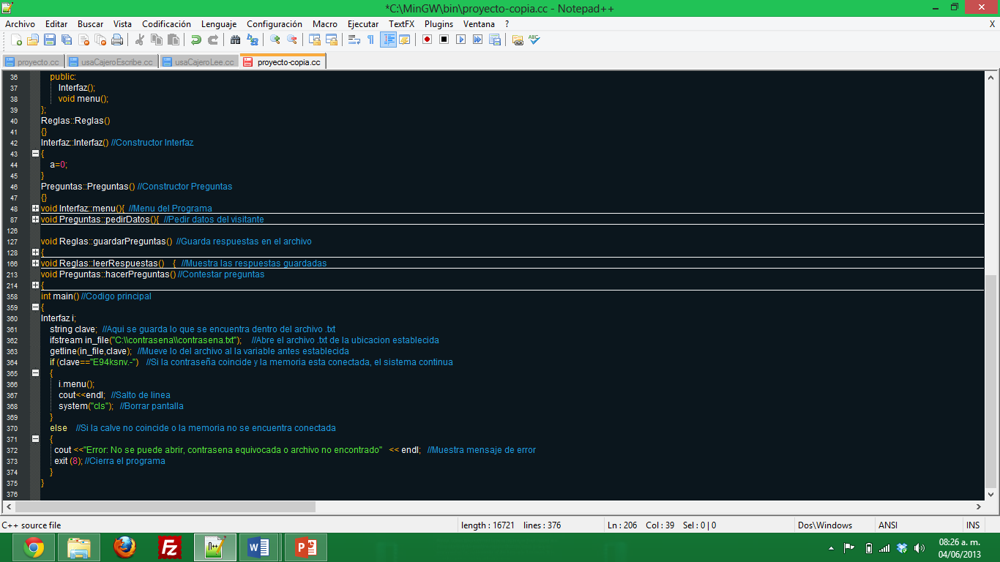 *C:\MinGW\bin\proyecto-copia.cc - Notepad++
Archivo Editar Buscar Vista Codificación Lenguaje Configuración Macro Ejecutar TextFX Plugins Ventana ? X
proyecto.cc usaCajeroEscribe.cc usaCajeroLee.cc proyecto-copia.cc
36 public:
37 Interfaz();
38 void menu();
39 };
40 Reglas::Reglas()
41 {}
42 Interfaz::Interfaz() //Constructor Interfaz
43 {
44 a=0;
45 }
46 Preguntas::Preguntas() //Constructor Preguntas
47 {}
48 void Interfaz::menu(){ //Menu del Programa
87 void Preguntas::pedirDatos(){ //Pedir datos del visitante
126
127 void Reglas::guardarPreguntas() //Guarda respuestas en el archivo
128 {
166 void Reglas::leerRespuestas() { //Muestra las respuestas guardadas
213 void Preguntas::hacerPreguntas() //Contestar preguntas
214 {
358 int main() //Codigo principal
359 {
360 Interfaz i;
361 string clave; //Aqui se guarda lo que se encuentra dentro del archivo .txt
362 ifstream in_file("C:\\contrasena\\contrasena.txt"); //Abre el archivo .txt de la ubicacion establecida
363 getline(in_file,clave); //Mueve lo del archivo al la variable antes establecida
364 if (clave=="E94ksnv.-") //Si la contraseña coincide y la memoria esta conectada, el sistema continua
365 {
366 i.menu();
367 cout<<endl; //Salto de linea
368 system("cls"); //Borrar pantalla
369 }
370 else //Si la calve no coincide o la memoria no se encuentra conectada
371 {
372 cout <<"Error: No se puede abrir, contrasena equivocada o archivo no encontrado" << endl; //Muestra mensaje de error
373 exit (8); //Cierra el programa
374 }
375 }
376
C++ source file length : 16721 lines : 376 Ln : 206 Col : 39 Sel : 0 | 0 Dos\Windows ANSI INS
08:26 a. m.
04/06/2013